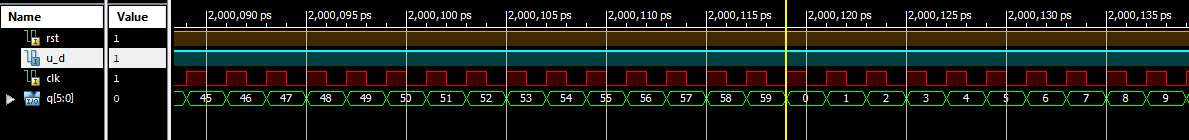 Name Value 2,000,090 ps 2,000,095 ps 2,000,100 ps 2,000,105 ps 2,000,110 ps 2,000,115 ps 2,000,120 ps 2,000,125 ps 2,000,130 ps 2,000,135 ps
rst 1
u_d 1
clk 1
q[5:0] 0 45 46 47 48 49 50 51 52 53 54 55 56 57 58 59 0 1 2 3 4 5 6 7 8 9